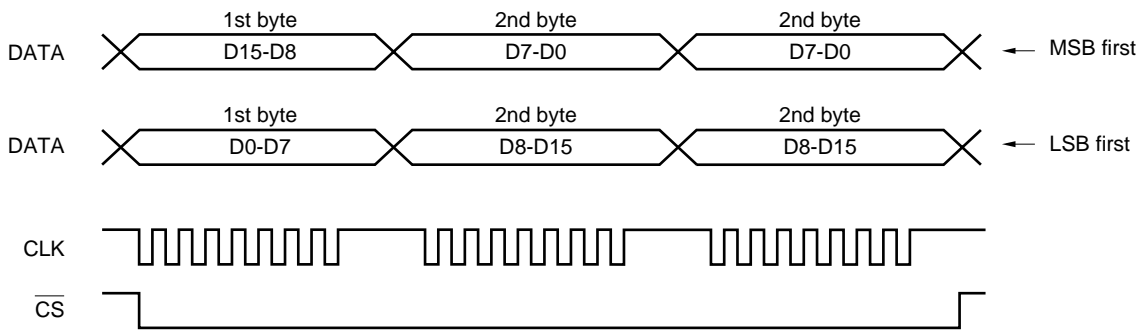 1st byte 2nd byte 2nd byte
DATA D15-D8 D7-D0 D7-D0 ← MSB first
1st byte 2nd byte 2nd byte
DATA D0-D7 D8-D15 D8-D15 ← LSB first
CLK
C̅S̅